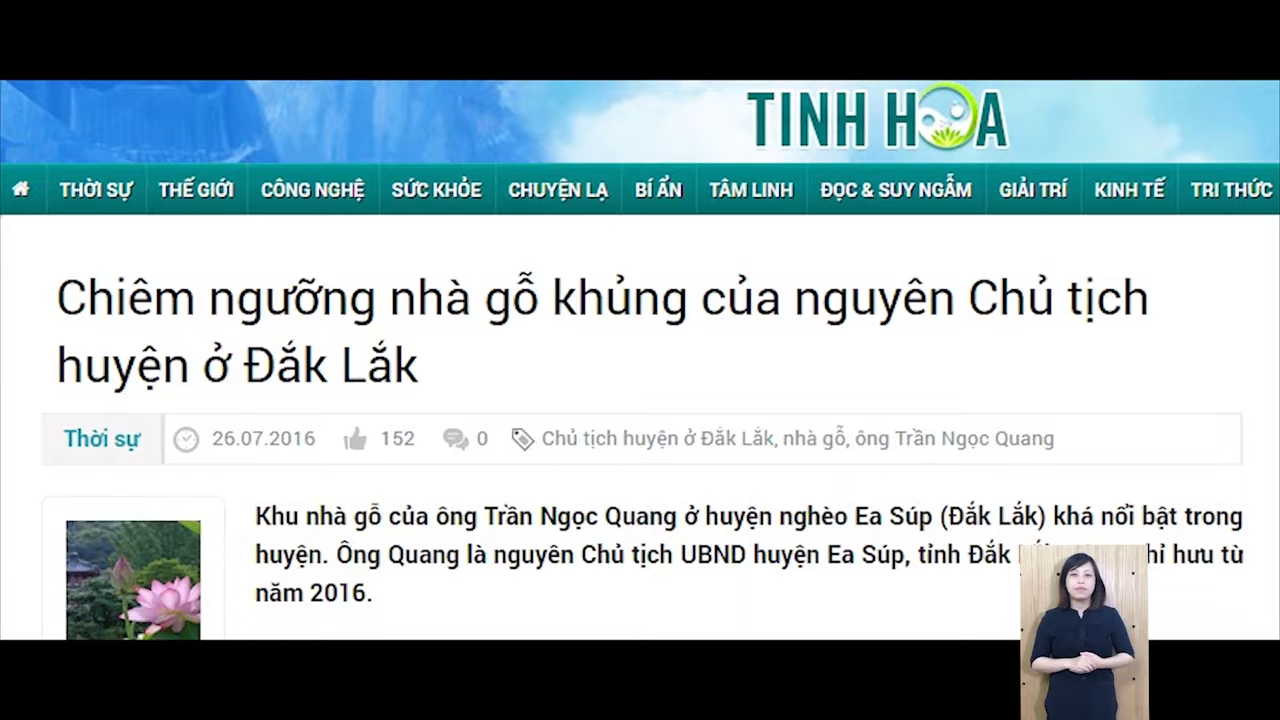 TINH HOA
THỜI SỰ THẾ GIỚI CÔNG NGHỆ SỨC KHỎE CHUYỆN LẠ BÍ ẨN TÂM LINH ĐỌC & SUY NGẪM GIẢI TRÍ KINH TẾ TRI THỨC
Chiêm ngưỡng nhà gỗ khủng của nguyên Chủ tịch
huyện ở Đắk Lắk
Thời sự 26.07.2016 152 0 Chủ tịch huyện ở Đắk Lắk, nhà gỗ, ông Trần Ngọc Quang
Khu nhà gỗ của ông Trần Ngọc Quang ở huyện nghèo Ea Súp (Đắk Lắk) khá nổi bật trong
huyện. Ông Quang là nguyên Chủ tịch UBND huyện Ea Súp, tỉnh Đắk hưu từ
năm 2016.